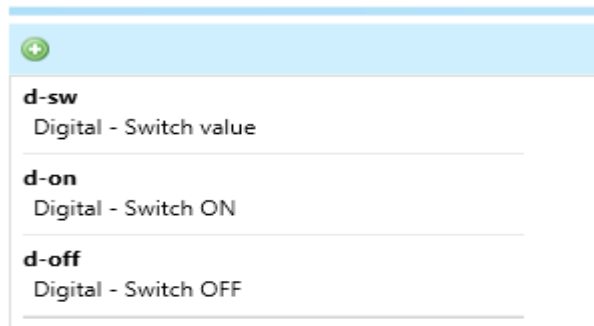 d-sw
Digital - Switch value
d-on
Digital - Switch ON
d-off
Digital - Switch OFF